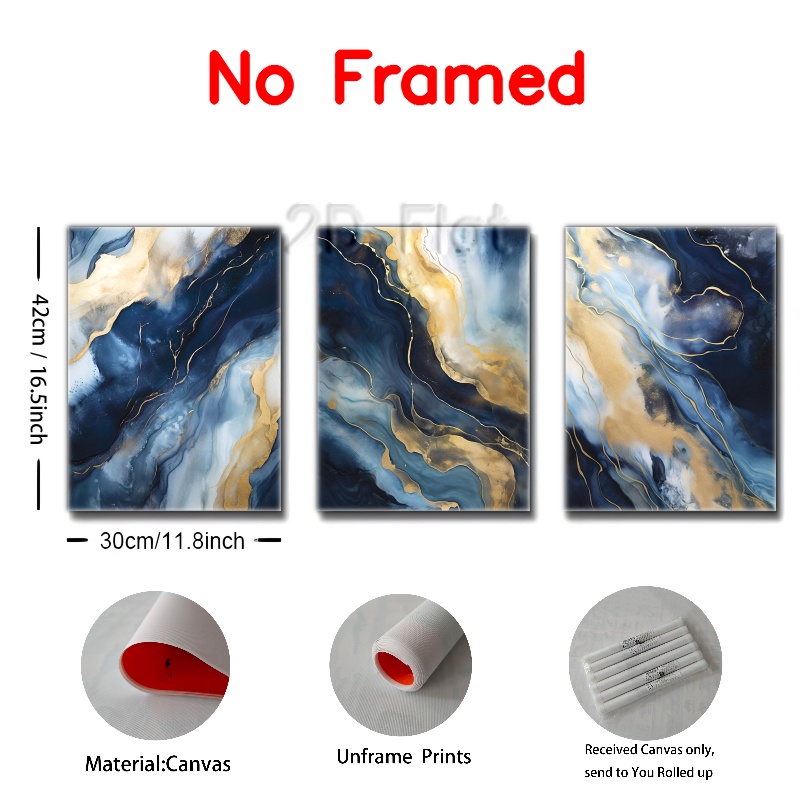 No Framed
2D Flat
42cm / 16.5inch
30cm/11.8inch
Material:Canvas
Unframe Prints
Received Canvas only,
send to You Rolled up